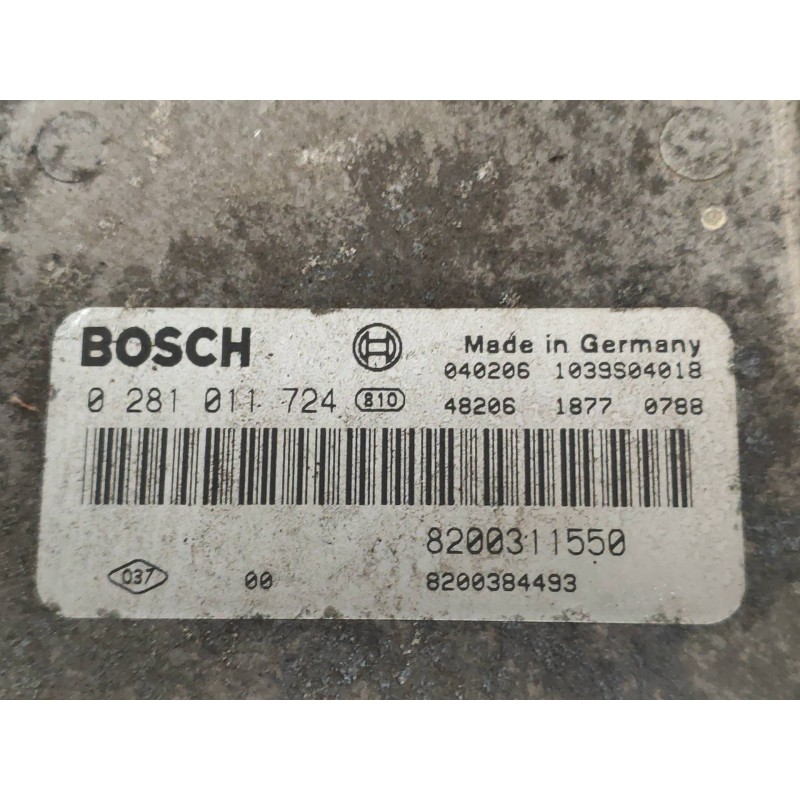 BOSCH
Made in Germany
040206 1039S04018
0 281 011 724 810
48206 1877 0788
8200311550
037 00 8200384493